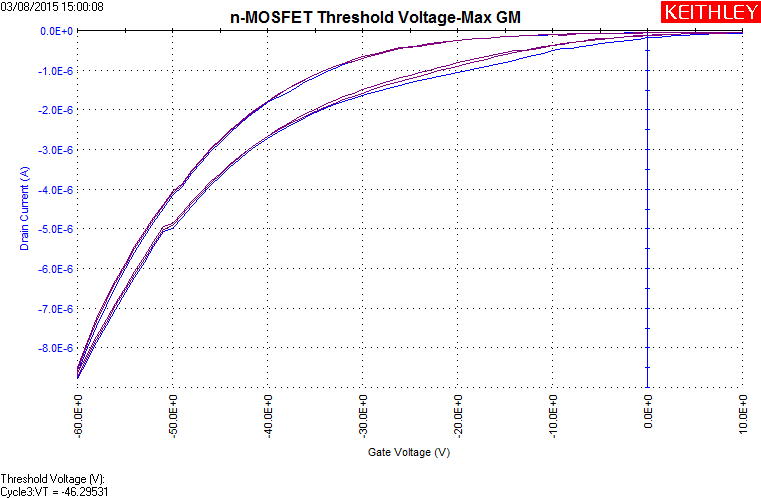 03/08/2015 15:00:08
n-MOSFET Threshold Voltage-Max GM
KEITHLEY
0.0E+0
-1.0E-6
-2.0E-6
-3.0E-6
-4.0E-6
-5.0E-6
-6.0E-6
-7.0E-6
-8.0E-6
Drain Current (A)
-60.0E+0
-50.0E+0
-40.0E+0
-30.0E+0
-20.0E+0
-10.0E+0
0.0E+0
10.0E+0
Gate Voltage (V)
Threshold Voltage (V):
Cycle3:VT = -46.29531